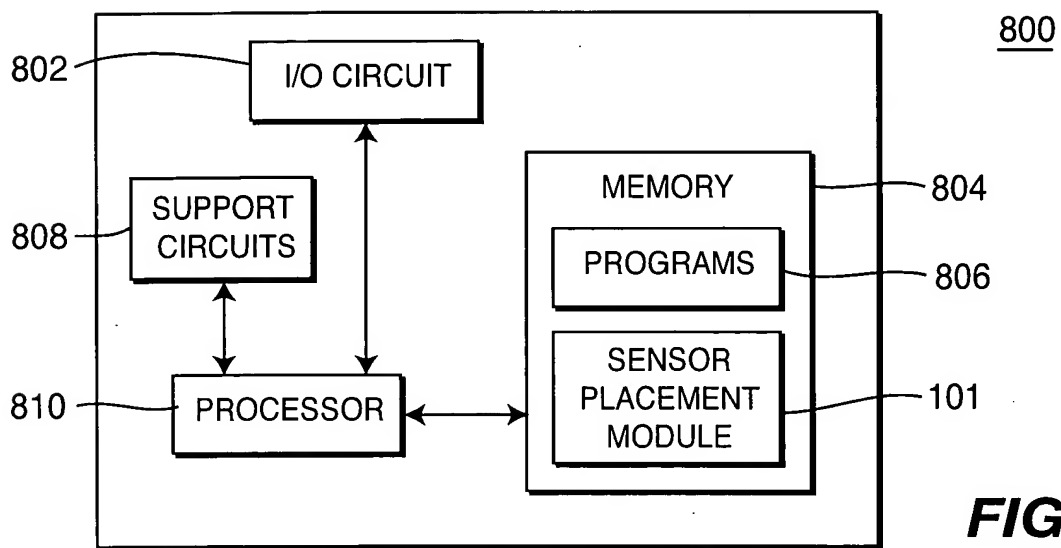 800
802
I/O CIRCUIT
MEMORY
804
808
SUPPORT
CIRCUITS
PROGRAMS
806
810
PROCESSOR
SENSOR
PLACEMENT
MODULE
101
FIG